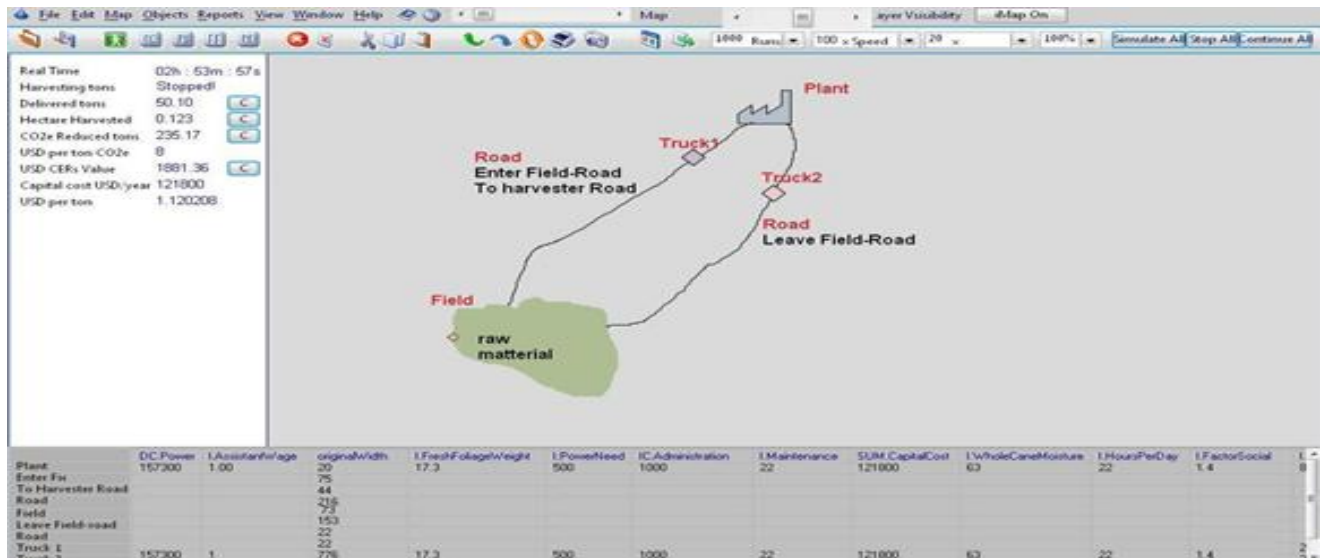 File Edit Map Objects Reports View Window Help Map ayer Visibility iMap On
1000 Runs 100 x Speed 20 x 100% Simulate All Stop All Continue All
Real Time 02h : 53m : 57s
Harvesting tons Stopped!
Delivered tons 50.10 C
Hectare Harvested 0.123 C
CO2e Reduced tons 235.17 C
USD per ton CO2e 8
USD CERs Value 1881.36 C
Capital cost USD/year 121800
USD per ton 1.120208
Plant
Truck1
Road
Enter Field-Road
To harvester Road
Truck2
Road
Leave Field-Road
Field
raw
matterial
DC.Power I.AssistantWage originalWidth I.FreshFoliageWeight I.PowerNeed IC.Administration I.Maintenance SUM.CapitalCost I.WholeCaneMoisture I.HoursPerDay I.FactorSocial
Plant 157300 1.00 20 17.3 500 1000 22 121800 63 22 1.4
Enter Fie 75
To Harvester Road 44
Road 216
Field 73
Leave Field-road 153
Road 22
Truck 1 22
157300 1 776 17.3 500 1000 22 121800 63 22 1.4